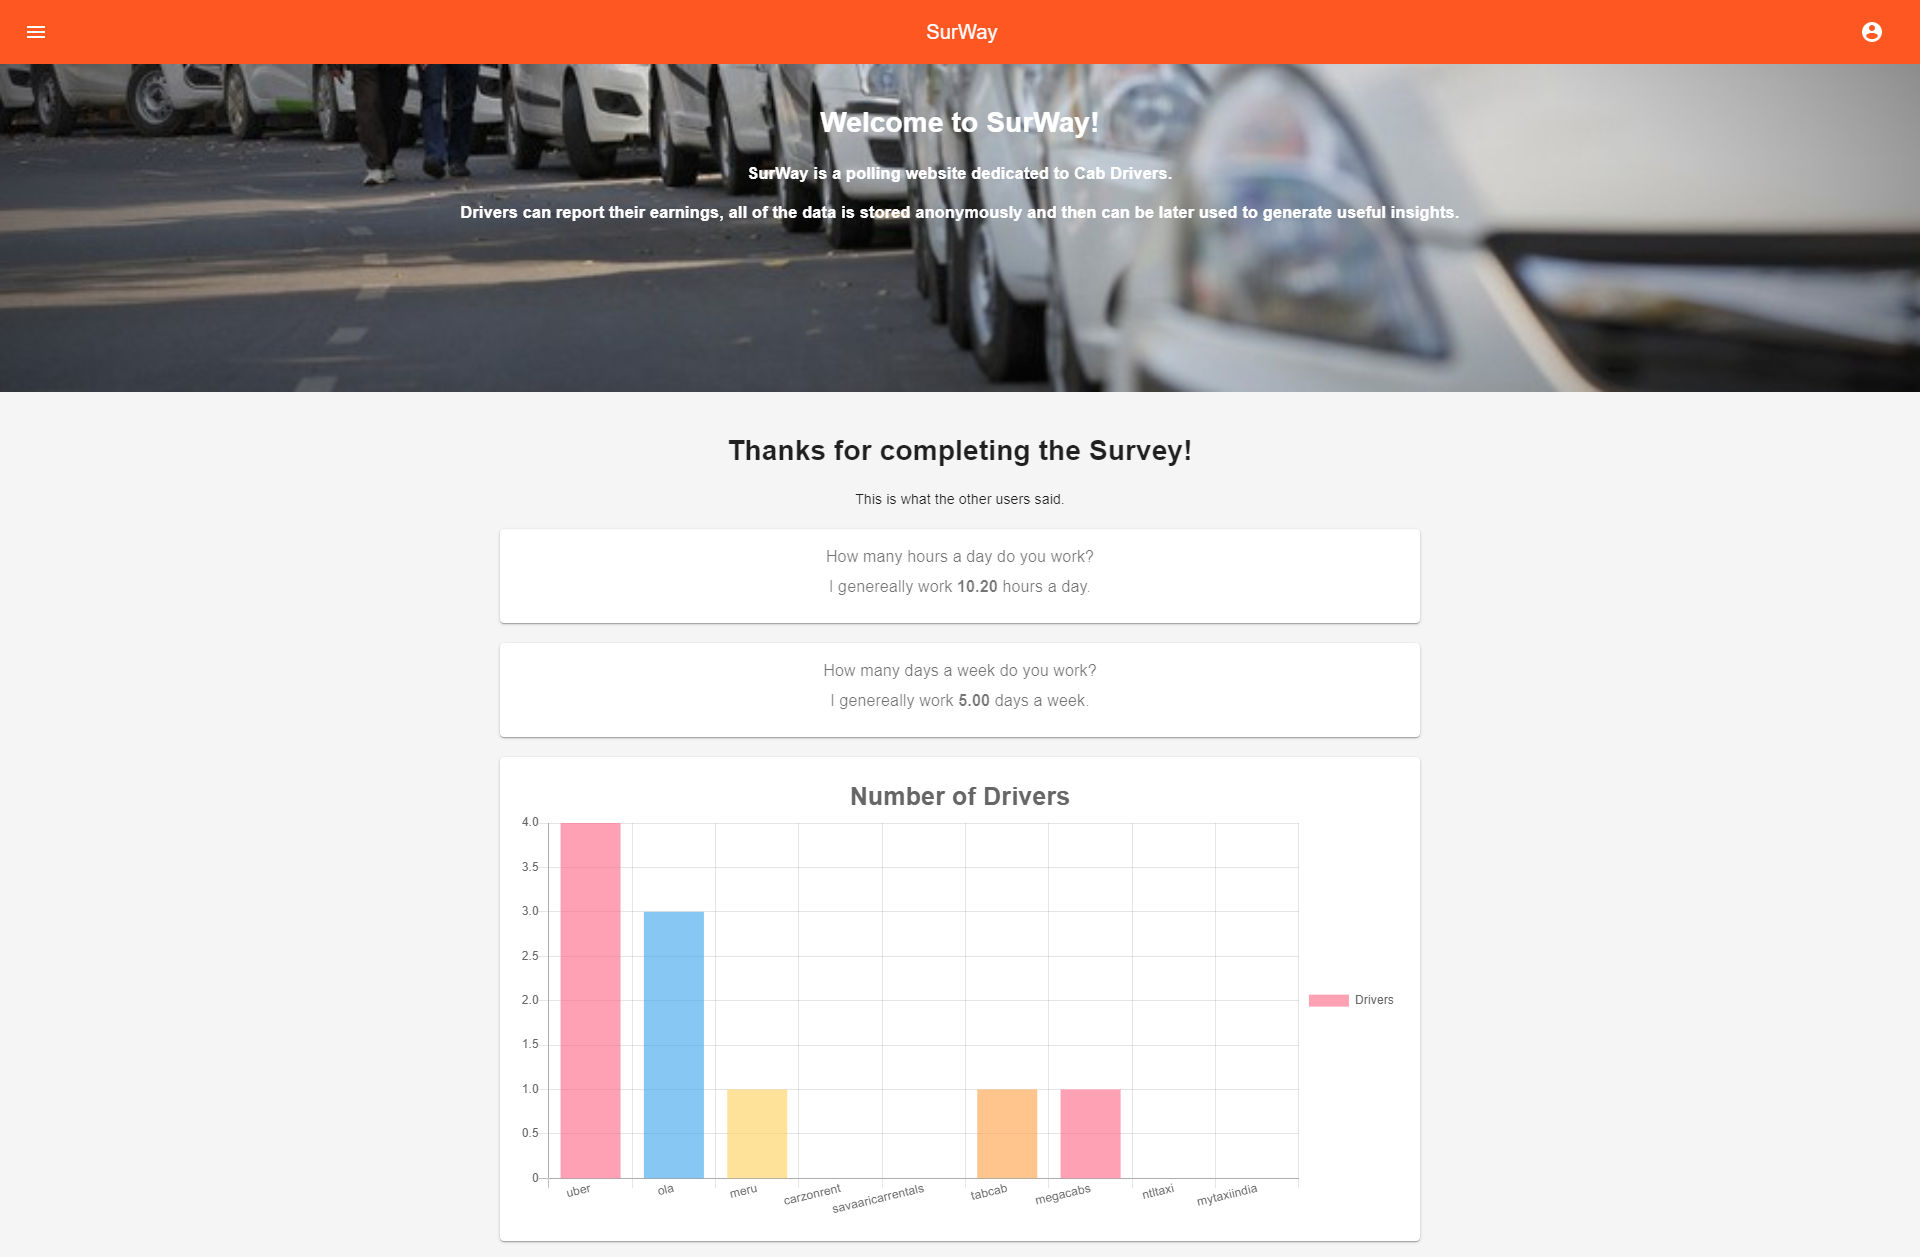 SurWay
Welcome to SurWay!
SurWay is a polling website dedicated to Cab Drivers.
Drivers can report their earnings, all of the data is stored anonymously and then can be later used to generate useful insights.
Thanks for completing the Survey!
This is what the other users said.
How many hours a day do you work?
I genereally work 10.20 hours a day.
How many days a week do you work?
I genereally work 5.00 days a week.
Number of Drivers
4.0
3.5
3.0
2.5
2.0
1.5
1.0
0.5
0
Drivers
uber
ola
meru
carzonrent
savaaricarrentals
tabcab
megacabs
ntltaxi
mytaxiindia